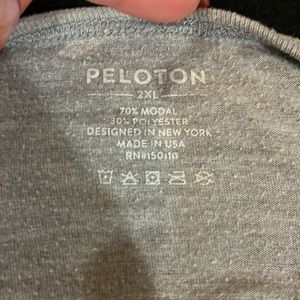 PELOTON
2XL
70% MODAL
30% POLYESTER
DESIGNED IN NEW YORK
MADE IN USA
RN#150110